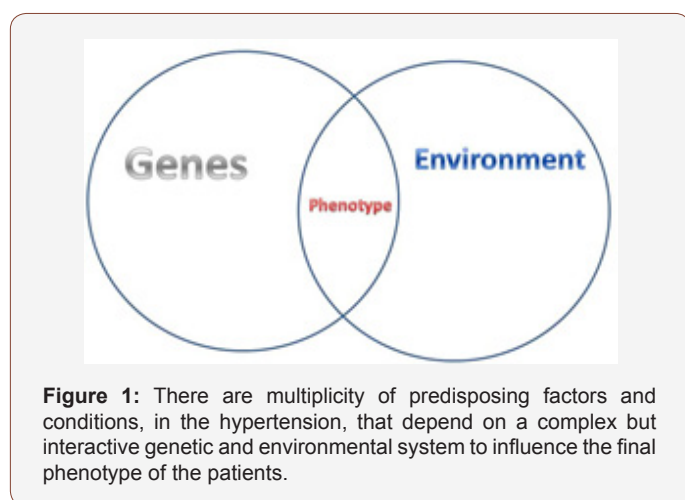 Genes
Environment
Phenotype
Figure 1: There are multiplicity of predisposing factors and
conditions, in the hypertension, that depend on a complex but
interactive genetic and environmental system to influence the final
phenotype of the patients.